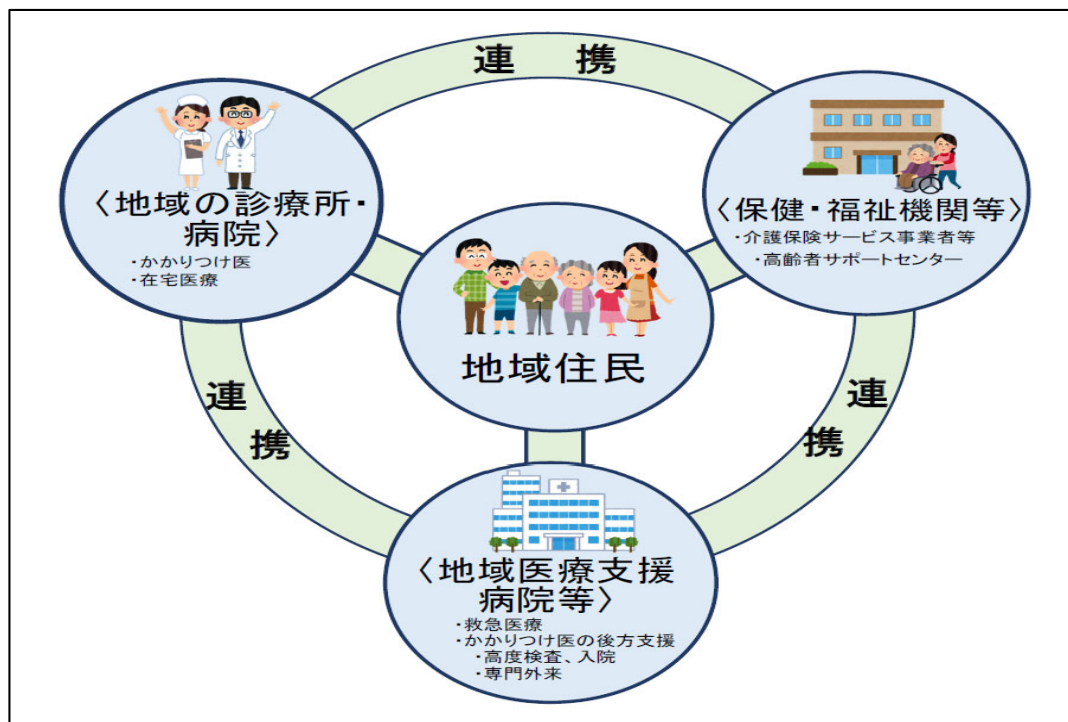 連　携
〈地域の診療所・
病院〉
・かかりつけ医
・在宅医療
〈保健・福祉機関等〉
・介護保険サービス事業者等
・高齢者サポートセンター
地域住民
連
携
連
携
〈地域医療支援
病院等〉
・救急医療
・かかりつけ医の後方支援
・高度検査、入院
・専門外来